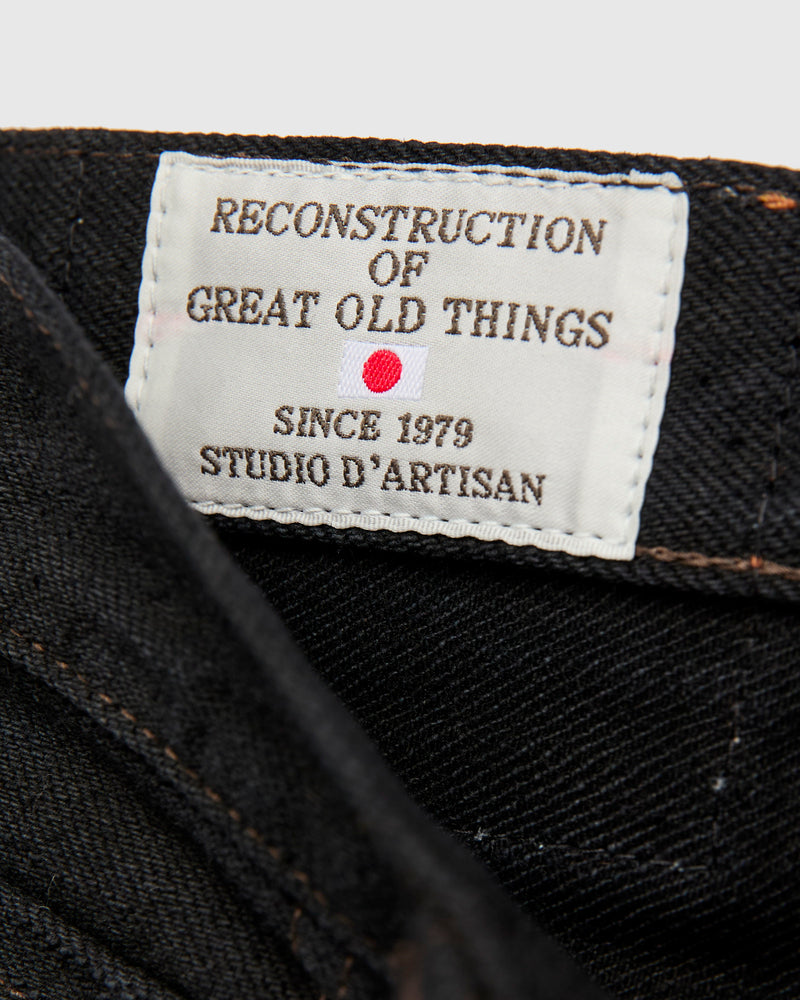 RECONSTRUCTION
OF
GREAT OLD THINGS
SINCE 1979
STUDIO D'ARTISAN